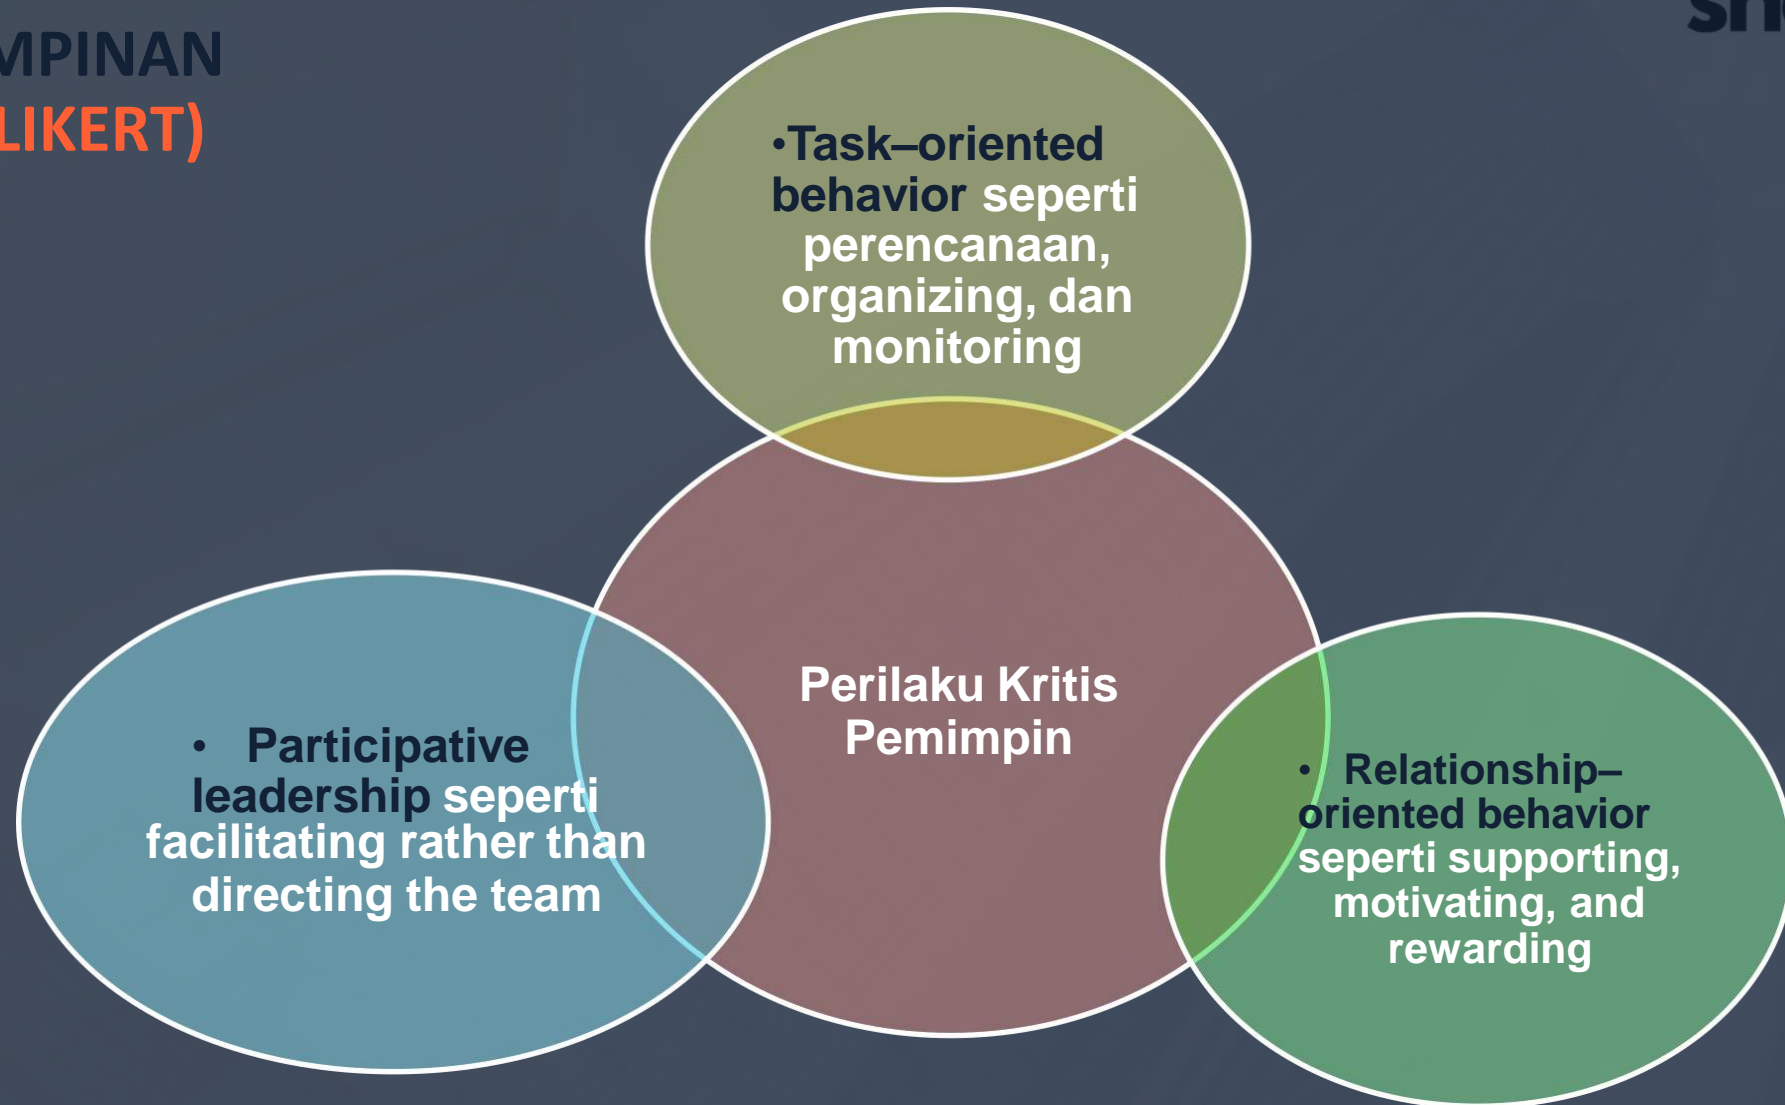 MPINAN
LIKERT)
•Task–oriented
behavior seperti
perencanaan,
organizing, dan
monitoring
Perilaku Kritis
Pemimpin
• Participative
leadership seperti
facilitating rather than
directing the team
• Relationship–
oriented behavior
seperti supporting,
motivating, and
rewarding